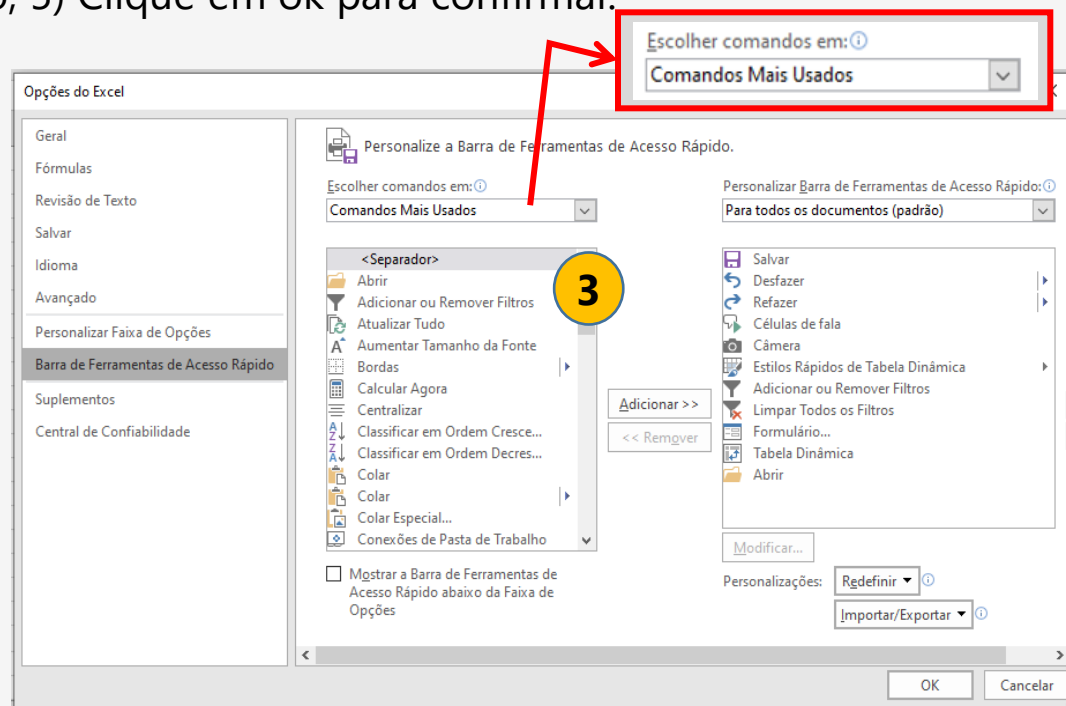 5) Clique em ok para confirmar.
Escolher comandos em:
Comandos Mais Usados
Opções do Excel
Geral
Fórmulas
Revisão de Texto
Salvar
Idioma
Avançado
Personalizar Faixa de Opções
Barra de Ferramentas de Acesso Rápido
Suplementos
Central de Confiabilidade
Personalize a Barra de Ferramentas de Acesso Rápido.
Escolher comandos em:
Comandos Mais Usados
<Separador>
Abrir
Adicionar ou Remover Filtros
Atualizar Tudo
Aumentar Tamanho da Fonte
Bordas
Calcular Agora
Centralizar
Classificar em Ordem Cresce...
Classificar em Ordem Decres...
Colar
Colar
Colar Especial...
Conexões de Pasta de Trabalho
3
Mostrar a Barra de Ferramentas de
Acesso Rápido abaixo da Faixa de
Opções
Adicionar >>
<< Remover
Personalizar Barra de Ferramentas de Acesso Rápido:
Para todos os documentos (padrão)
Salvar
Desfazer
Refazer
Células de fala
Câmera
Estilos Rápidos de Tabela Dinâmica
Adicionar ou Remover Filtros
Limpar Todos os Filtros
Formulário...
Tabela Dinâmica
Abrir
Modificar...
Personalizações:
Redefinir
Importar/Exportar
OK
Cancelar